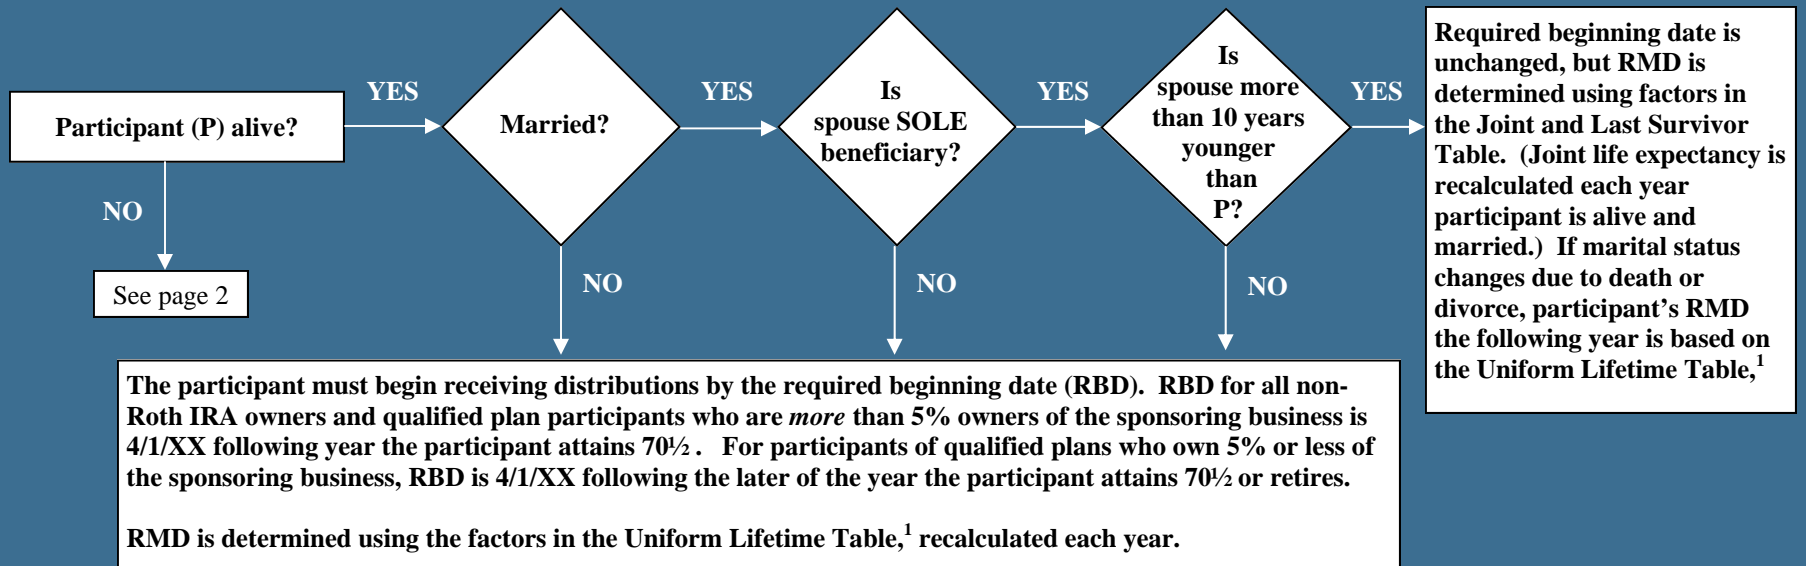 Participant (P) alive?
YES
Married?
YES
Is
spouse SOLE
beneficiary?
YES
Is
spouse more
than 10 years
younger
than
P?
YES
Required beginning date is
unchanged, but RMD is
determined using factors in
the Joint and Last Survivor
Table.  (Joint life expectancy is
recalculated each year
participant is alive and
married.)  If marital status
changes due to death or
divorce, participant’s RMD
the following year is based on
the Uniform Lifetime Table,¹
NO
See page 2
NO
NO
NO
The participant must begin receiving distributions by the required beginning date (RBD).  RBD for all non-
Roth IRA owners and qualified plan participants who are more than 5% owners of the sponsoring business is
4/1/XX following year the participant attains 70½ .   For participants of qualified plans who own 5% or less of
the sponsoring business, RBD is 4/1/XX following the later of the year the participant attains 70½ or retires.
RMD is determined using the factors in the Uniform Lifetime Table,¹ recalculated each year.